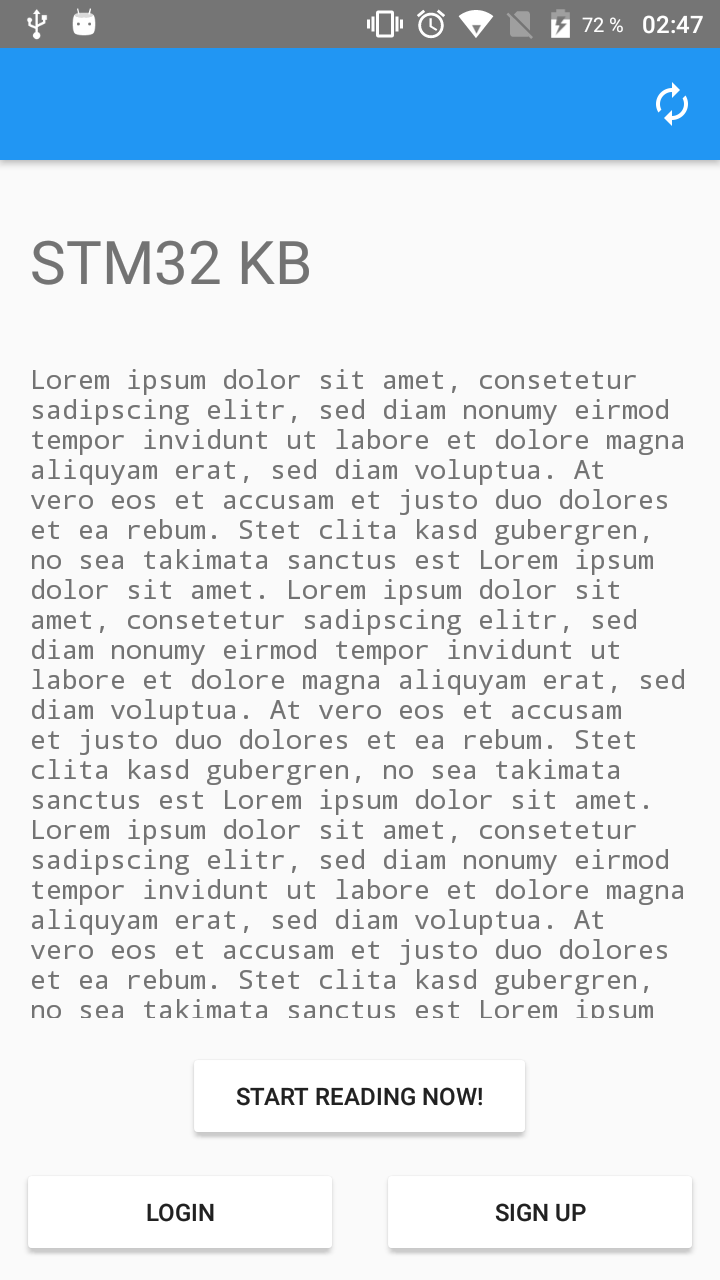 72 % 02:47
STM32 KB
Lorem ipsum dolor sit amet, consetetur
sadipscing elitr, sed diam nonumy eirmod
tempor invidunt ut labore et dolore magna
aliquyam erat, sed diam voluptua. At
vero eos et accusam et justo duo dolores
et ea rebum. Stet clita kasd gubergren,
no sea takimata sanctus est Lorem ipsum
dolor sit amet. Lorem ipsum dolor sit
amet, consetetur sadipscing elitr, sed
diam nonumy eirmod tempor invidunt ut
labore et dolore magna aliquyam erat, sed
diam voluptua. At vero eos et accusam
et justo duo dolores et ea rebum. Stet
clita kasd gubergren, no sea takimata
sanctus est Lorem ipsum dolor sit amet.
Lorem ipsum dolor sit amet, consetetur
sadipscing elitr, sed diam nonumy eirmod
tempor invidunt ut labore et dolore magna
aliquyam erat, sed diam voluptua. At
vero eos et accusam et justo duo dolores
et ea rebum. Stet clita kasd gubergren,
no sea takimata sanctus est Lorem ipsum
START READING NOW!
LOGIN
SIGN UP